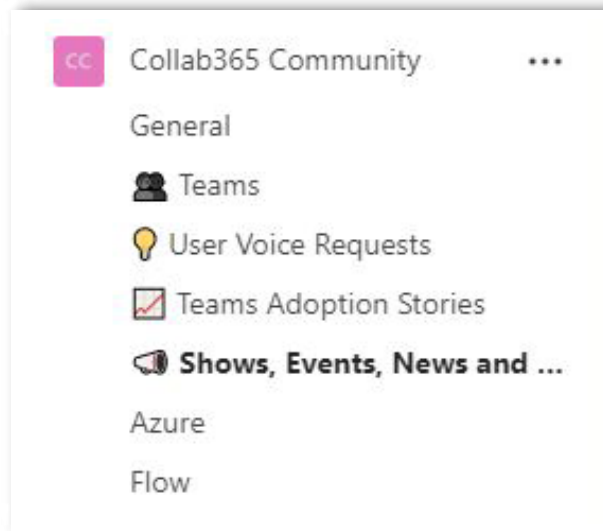 CC Collab365 Community ...
General
👥 Teams
💡 User Voice Requests
📈 Teams Adoption Stories
📣 Shows, Events, News and ...
Azure
Flow